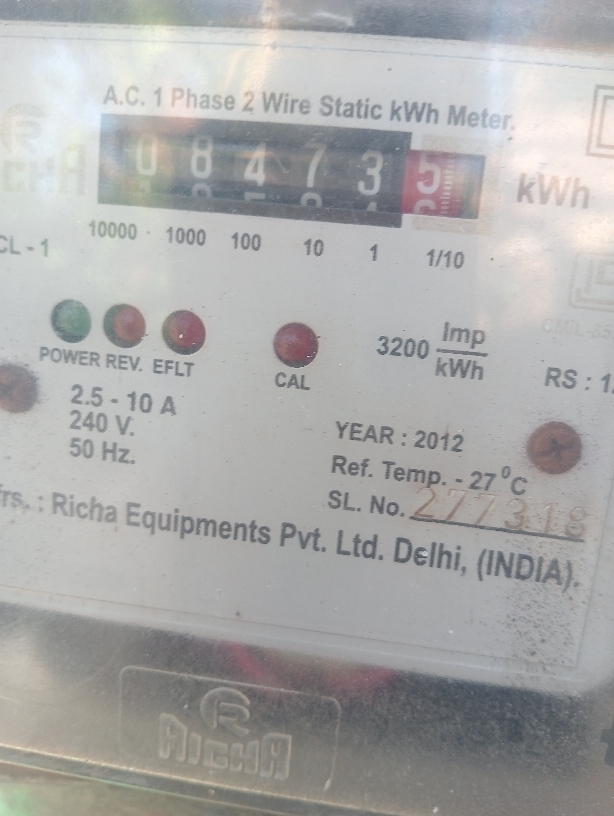 A.C. 1 Phase 2 Wire Static kWh Meter.
0 8 4 7 3 5 kWh
10000 1000 100 10 1 1/10
CL - 1
3200 Imp/kWh
POWER REV. EFLT
CAL
RS : 1
2.5 - 10 A
240 V.
50 Hz.
YEAR : 2012
Ref. Temp. - 27 °C
SL. No. 277318
frs. : Richa Equipments Pvt. Ltd. Delhi, (INDIA).
RICHA